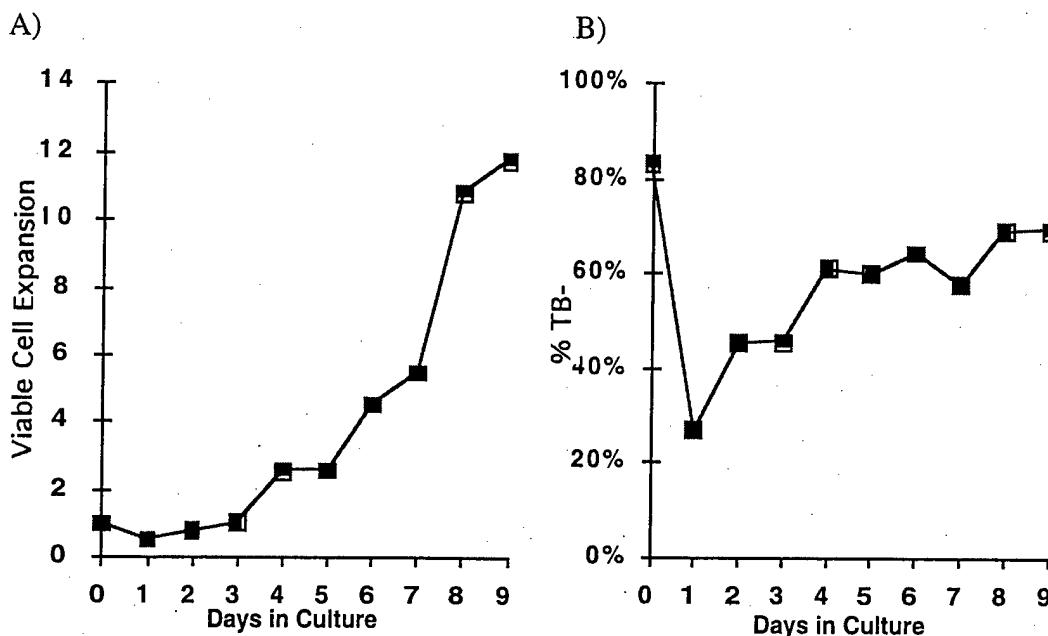 A)
Viable Cell Expansion
14
12
10
8
6
4
2
0
0 1 2 3 4 5 6 7 8 9
Days in Culture
B)
% TB-
100%
80%
60%
40%
20%
0%
0 1 2 3 4 5 6 7 8 9
Days in Culture